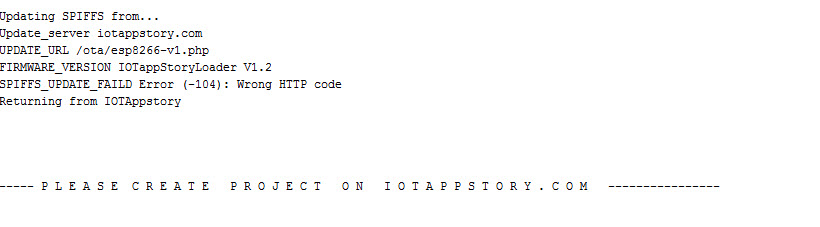 Updating SPIFFS from...
Update_server iotappstory.com
UPDATE_URL /ota/esp8266-v1.php
FIRMWARE_VERSION IOTappStoryLoader V1.2
SPIFFS_UPDATE_FAILD Error (-104): Wrong HTTP code
Returning from IOTAppstory
----- P L E A S E  C R E A T E   P R O J E C T   O N   I O T A P P S T O R Y . C O M  ----------------